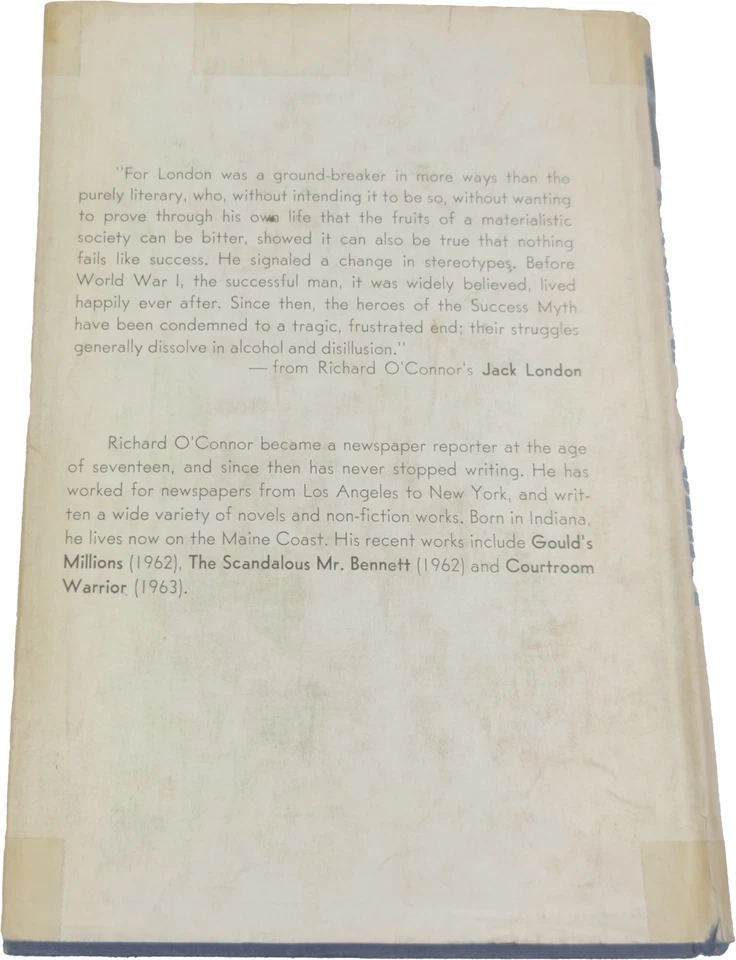 "For London was a ground-breaker in more ways than the
purely literary, who, without intending it to be so, without wanting
to prove through his own life that the fruits of a materialistic
society can be bitter, showed it can also be true that nothing
fails like success. He signaled a change in stereotypes. Before
World War I, the successful man, it was widely believed, lived
happily ever after. Since then, the heroes of the Success Myth
have been condemned to a tragic, frustrated end; their struggles
generally dissolve in alcohol and disillusion."
— from Richard O'Connor's Jack London
Richard O'Connor became a newspaper reporter at the age
of seventeen, and since then has never stopped writing. He has
worked for newspapers from Los Angeles to New York, and writ-
ten a wide variety of novels and non-fiction works. Born in Indiana,
he lives now on the Maine Coast. His recent works include Gould's
Millions (1962), The Scandalous Mr. Bennett (1962) and Courtroom
Warrior (1963).